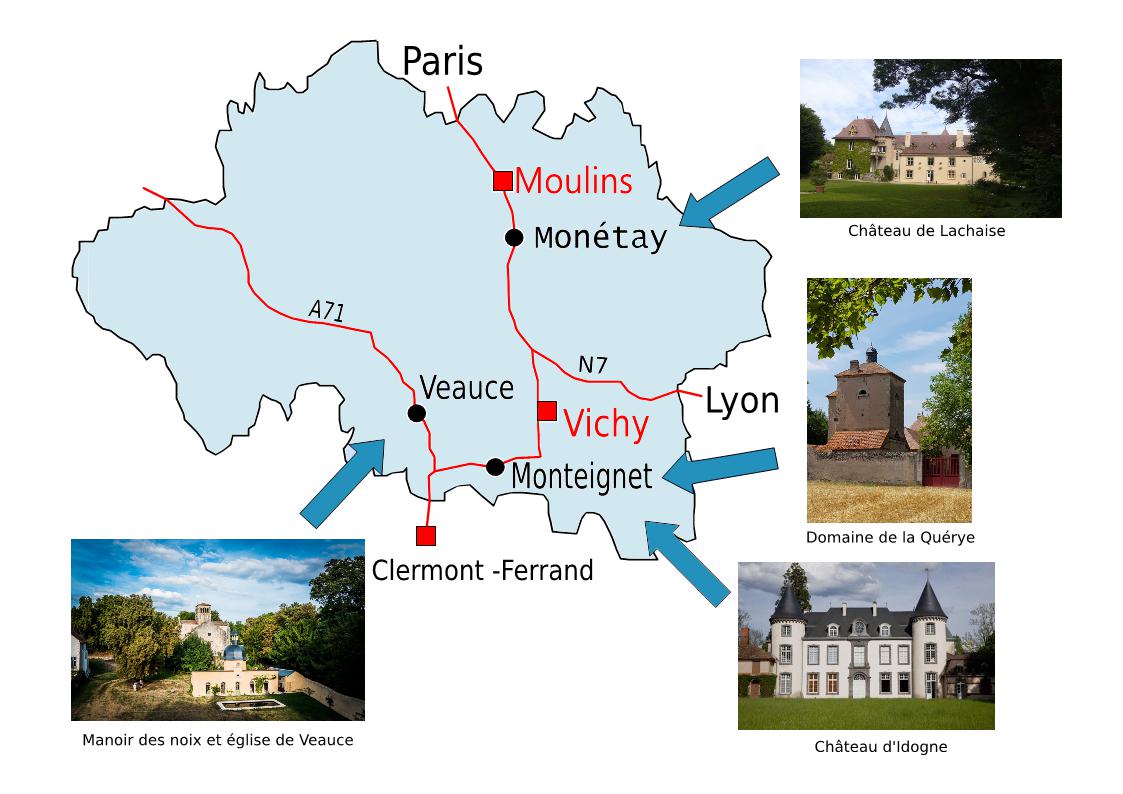 Paris
Moulins
Monétay
Château de Lachaise
A71
N7
Veauce
Lyon
Vichy
Monteignet
Domaine de la Quérye
Clermont -Ferrand
Manoir des noix et église de Veauce
Château d'Idogne